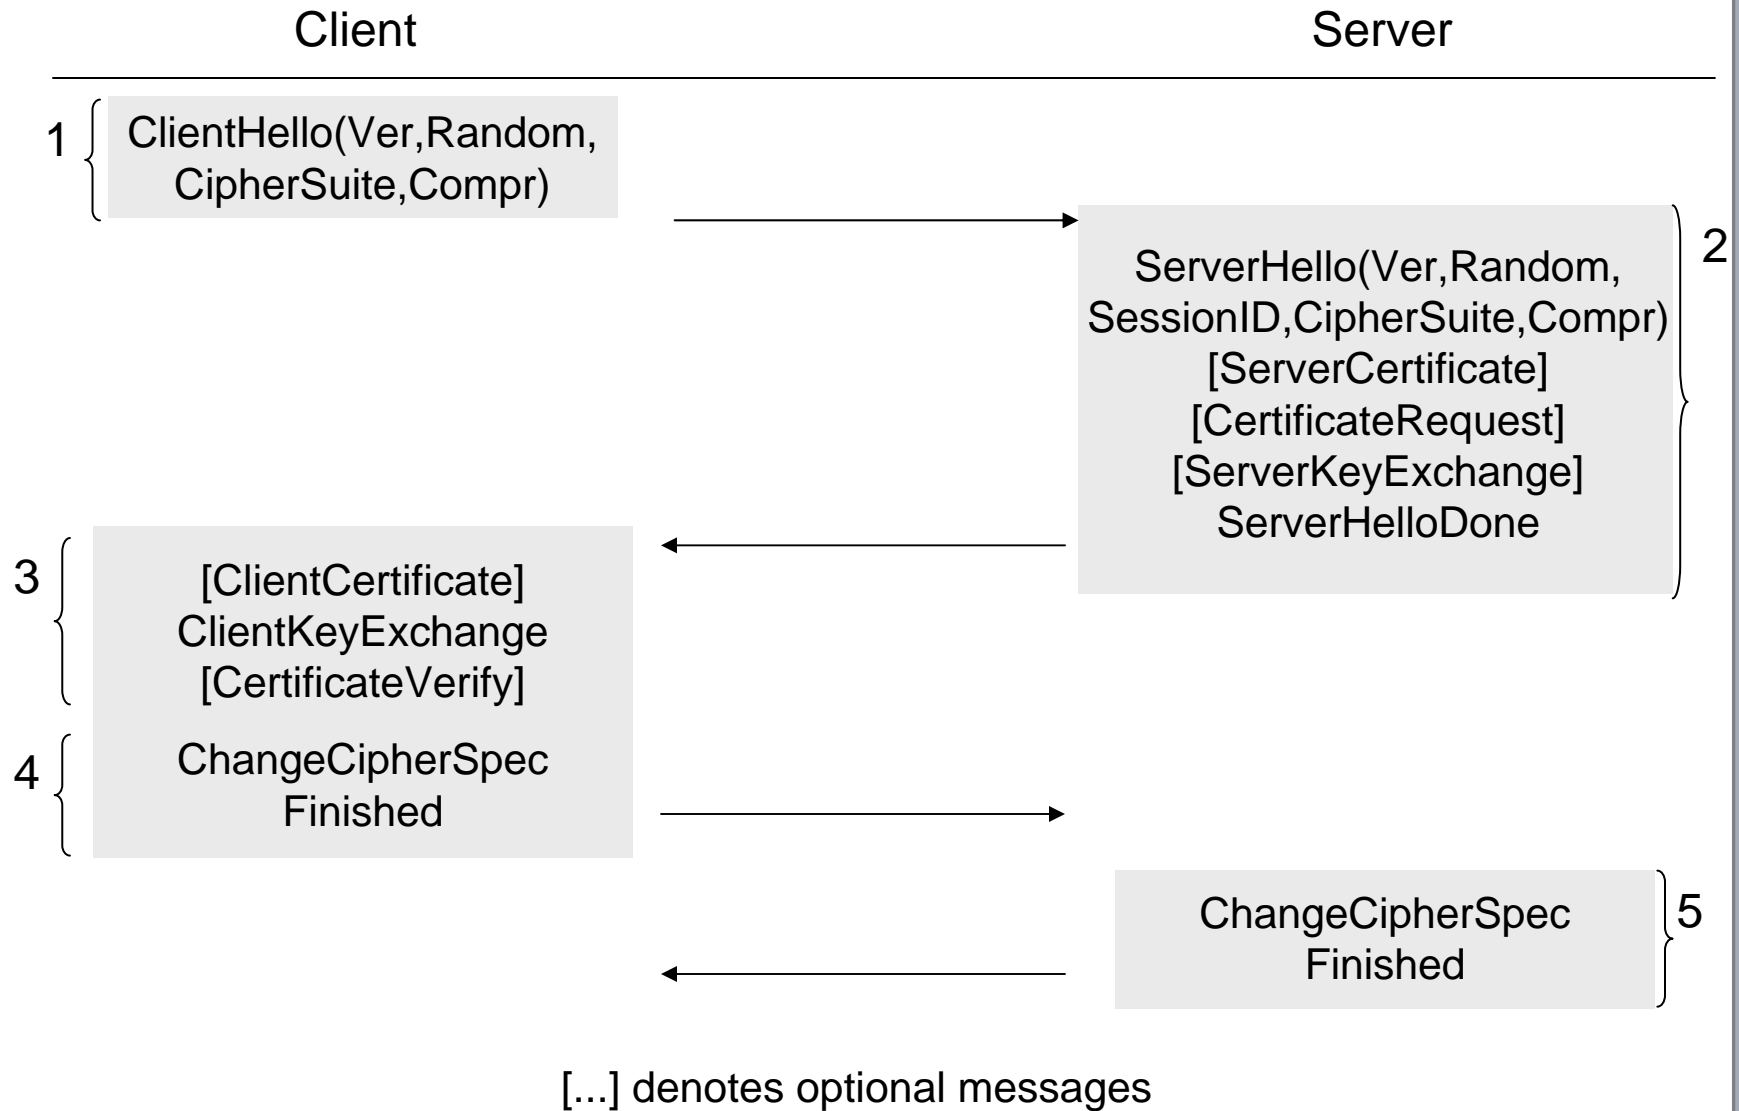 Client
Server
1
ClientHello(Ver,Random,
CipherSuite,Compr)
2
ServerHello(Ver,Random,
SessionID,CipherSuite,Compr)
[ServerCertificate]
[CertificateRequest]
[ServerKeyExchange]
ServerHelloDone
3
[ClientCertificate]
ClientKeyExchange
[CertificateVerify]
4
ChangeCipherSpec
Finished
5
ChangeCipherSpec
Finished
[...] denotes optional messages